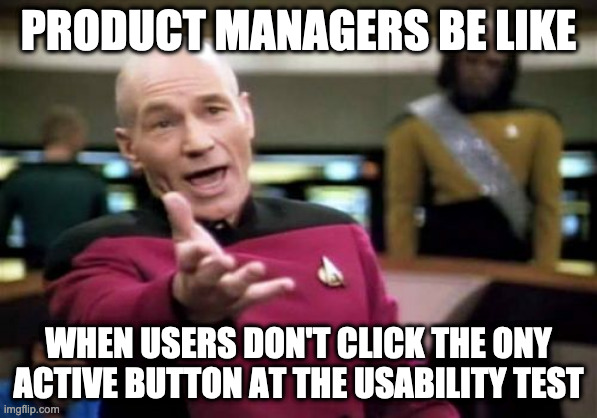 PRODUCT MANAGERS BE LIKE
WHEN USERS DON'T CLICK THE ONY
ACTIVE BUTTON AT THE USABILITY TEST
imgflip.com